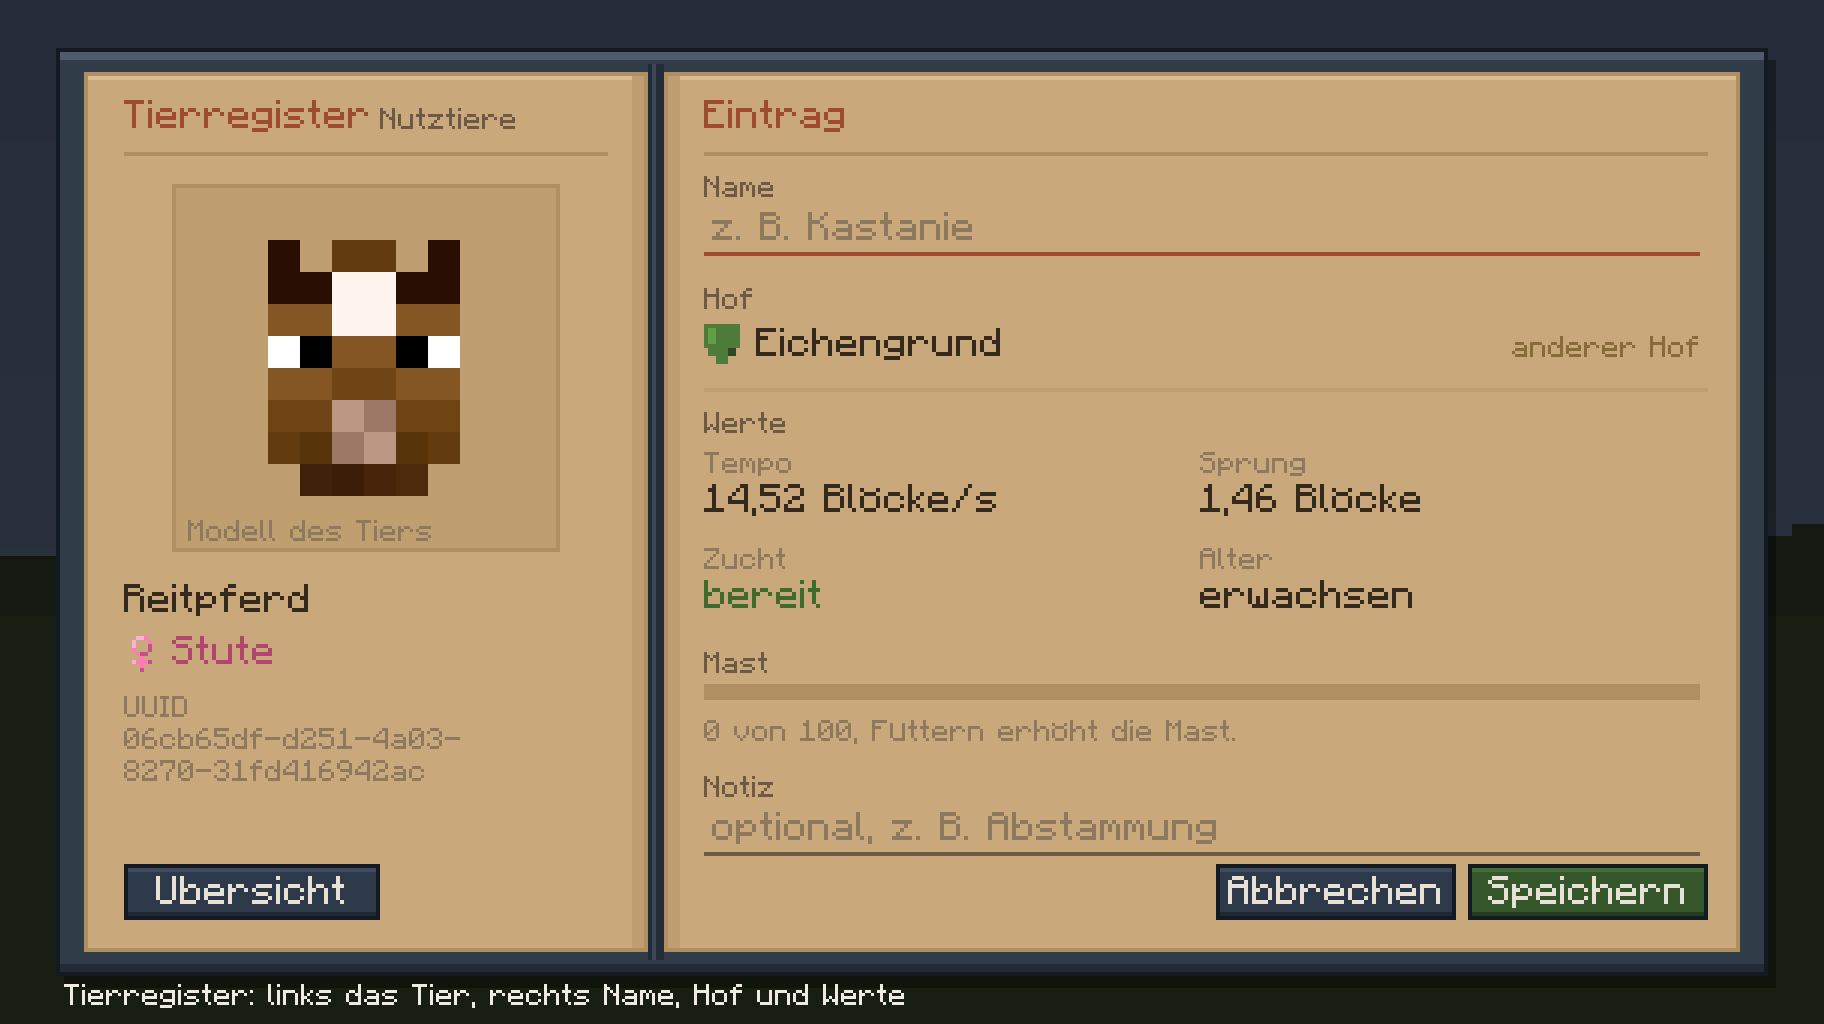 Tierregister Nutztiere
Modell des Tiers
Reitpferd
♀ Stute
UUID
06cb65df-d251-4a03-
8270-31fd416942ac
Übersicht
Eintrag
Name
z. B. Kastanie
Hof
Eichengrund
anderer Hof
Werte
Tempo
14,52 Blöcke/s
Sprung
1,46 Blöcke
Zucht
bereit
Alter
erwachsen
Mast
0 von 100, Füttern erhöht die Mast.
Notiz
optional, z. B. Abstammung
Abbrechen
Speichern
Tierregister: links das Tier, rechts Name, Hof und Werte